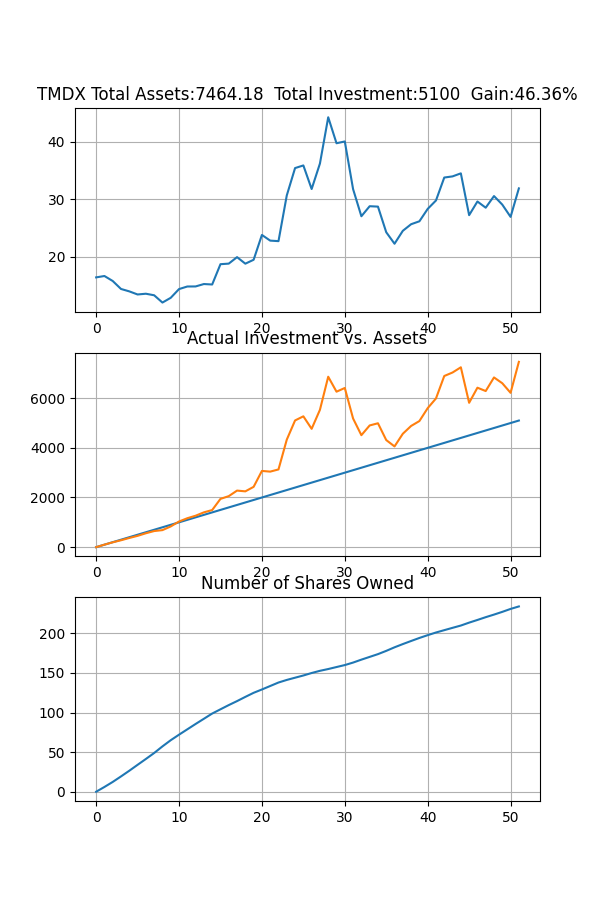 TMDX Total Assets:7464.18  Total Investment:5100  Gain:46.36%
40
30
20
0 10 20 30 40 50
Actual Investment vs. Assets
6000
4000
2000
0
0 10 20 30 40 50
Number of Shares Owned
200
150
100
50
0
0 10 20 30 40 50